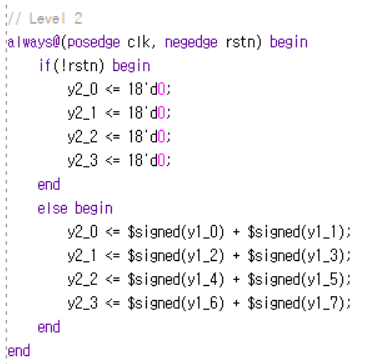 // Level 2
always@(posedge clk, negedge rstn) begin
if(!rstn) begin
y2_0 <= 18'd0;
y2_1 <= 18'd0;
y2_2 <= 18'd0;
y2_3 <= 18'd0;
end
else begin
y2_0 <= $signed(y1_0) + $signed(y1_1);
y2_1 <= $signed(y1_2) + $signed(y1_3);
y2_2 <= $signed(y1_4) + $signed(y1_5);
y2_3 <= $signed(y1_6) + $signed(y1_7);
end
end